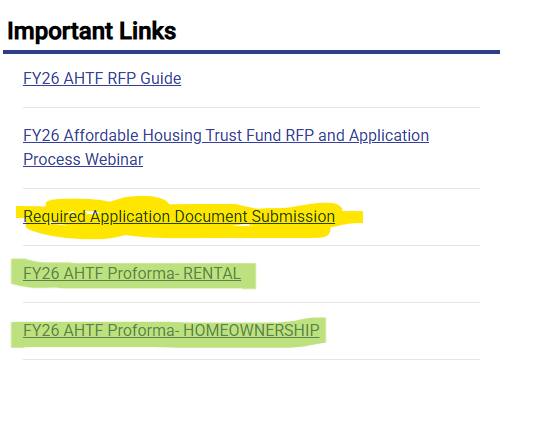 Important Links
FY26 AHTF RFP Guide
FY26 Affordable Housing Trust Fund RFP and Application
Process Webinar
Required Application Document Submission
FY26 AHTF Proforma- RENTAL
FY26 AHTF Proforma- HOMEOWNERSHIP